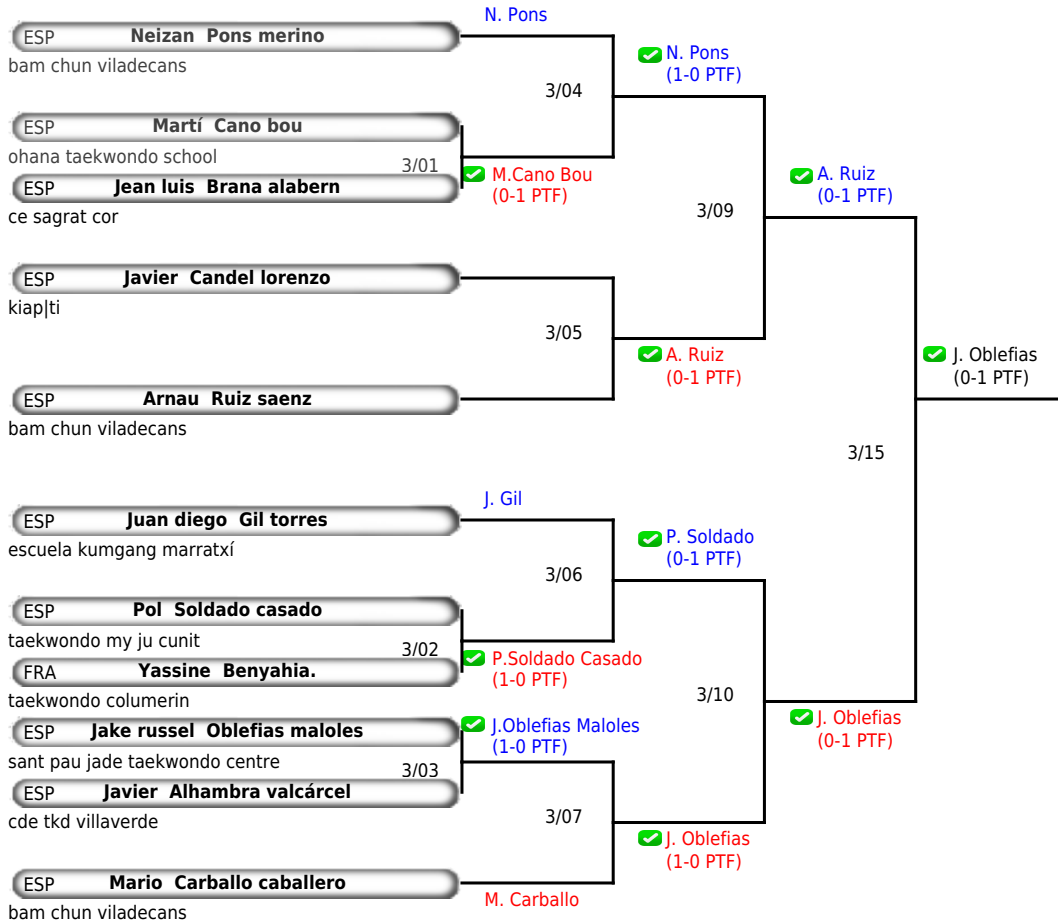 N. Pons
ESP Neizan Pons merino
bam chun viladecans
N. Pons
(1-0 PTF)
3/04
ESP Martí Cano bou
ohana taekwondo school
3/01
M.Cano Bou
(0-1 PTF)
ESP Jean luis Brana alabern
ce sagrat cor
A. Ruiz
(0-1 PTF)
3/09
ESP Javier Candel lorenzo
kiap|ti
3/05
A. Ruiz
(0-1 PTF)
J. Oblefias
(0-1 PTF)
ESP Arnau Ruiz saenz
bam chun viladecans
3/15
J. Gil
ESP Juan diego Gil torres
escuela kumgang marratxí
P. Soldado
(0-1 PTF)
3/06
ESP Pol Soldado casado
taekwondo my ju cunit
3/02
P.Soldado Casado
(1-0 PTF)
FRA Yassine Benyahia.
taekwondo columerin
3/10
J. Oblefias
(0-1 PTF)
ESP Jake russel Oblefias maloles
sant pau jade taekwondo centre
J.Oblefias Maloles
(1-0 PTF)
3/03
ESP Javier Alhambra valcárcel
cde tkd villaverde
3/07
J. Oblefias
(1-0 PTF)
ESP Mario Carballo caballero
bam chun viladecans
M. Carballo